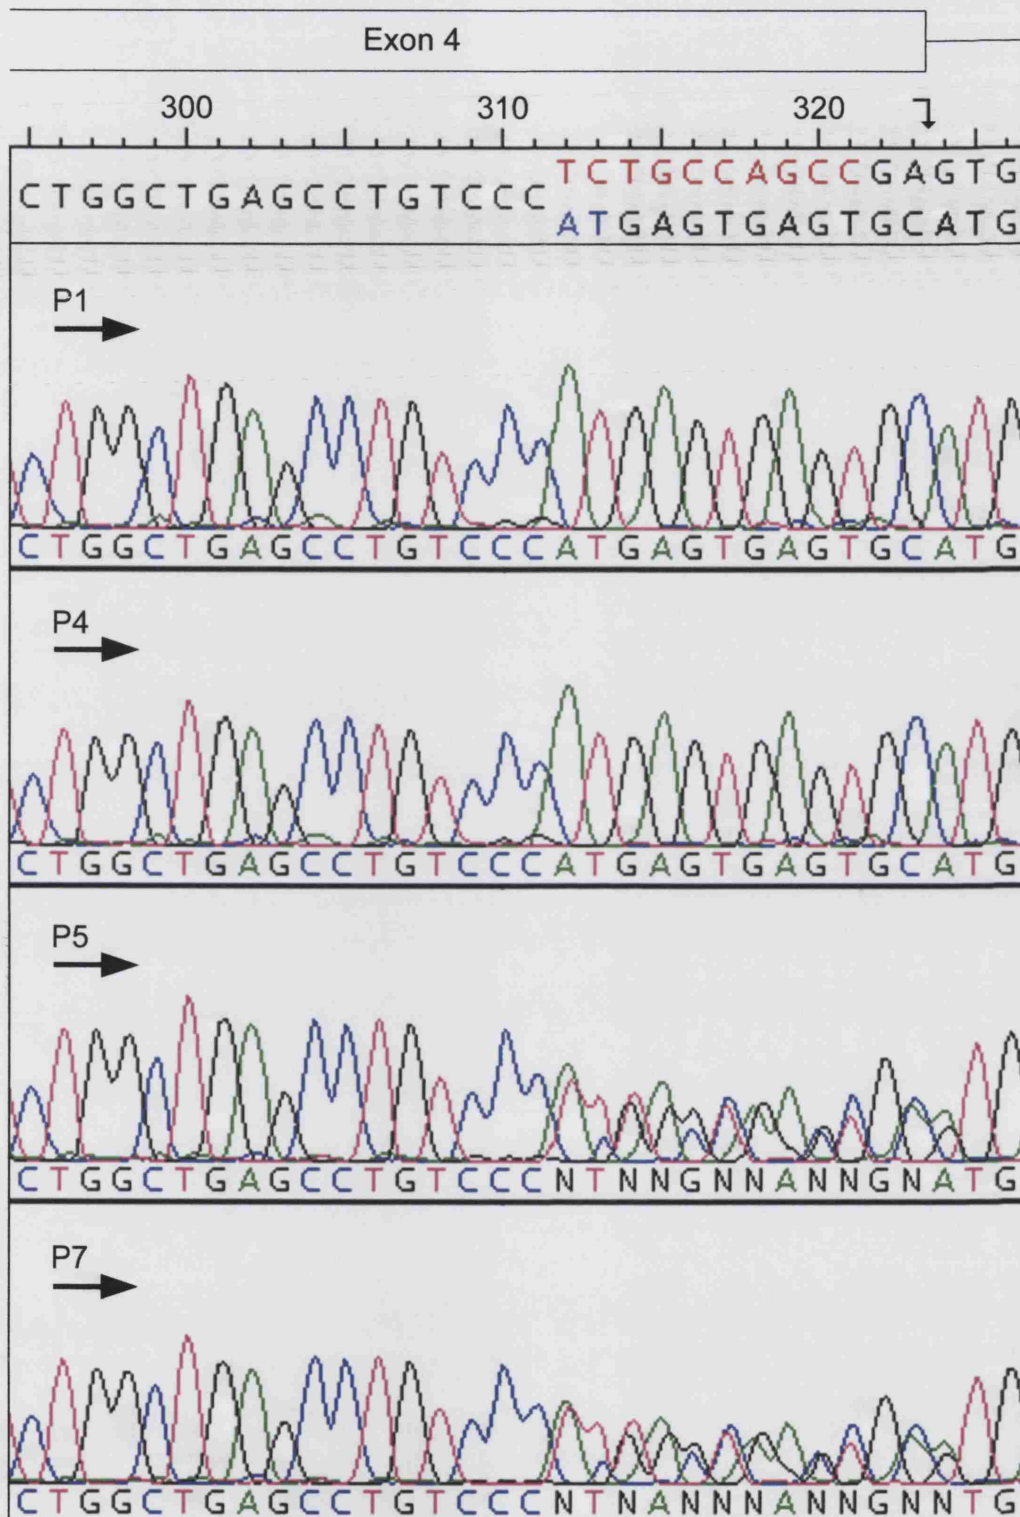 Exon 4
300 310 320
TCTGCCAGCCGAGTG
CTGGCTGAGCCTGTCCC
ATGAGTGAGTGCATG
P1
CTGGCTGAGCCTGTCCCATGAGTGAGTGCATG
P4
CTGGCTGAGCCTGTCCCATGAGTGAGTGCATG
P5
CTGGCTGAGCCTGTCCCNTNNGNNANNGNATG
P7
CTGGCTGAGCCTGTCCCNTNANNNANNGNNTG